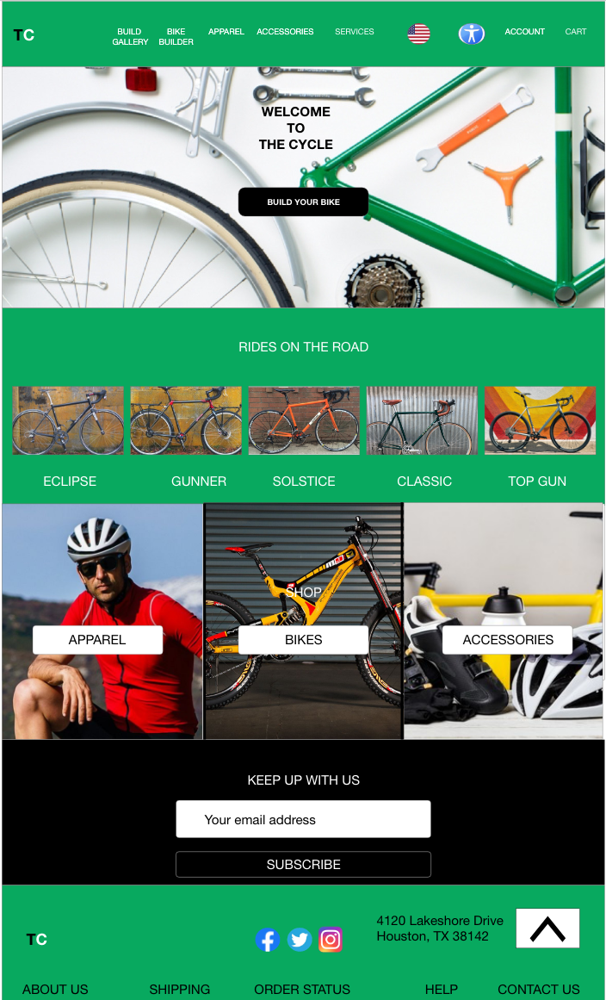 TC
BUILD GALLERY
BIKE BUILDER
APPAREL
ACCESSORIES
SERVICES
ACCOUNT
CART
WELCOME
TO
THE CYCLE
BUILD YOUR BIKE
RIDES ON THE ROAD
ECLIPSE
GUNNER
SOLSTICE
CLASSIC
TOP GUN
SHOP
APPAREL
BIKES
ACCESSORIES
KEEP UP WITH US
Your email address
SUBSCRIBE
TC
4120 Lakeshore Drive
Houston, TX 38142
ABOUT US
SHIPPING
ORDER STATUS
HELP
CONTACT US